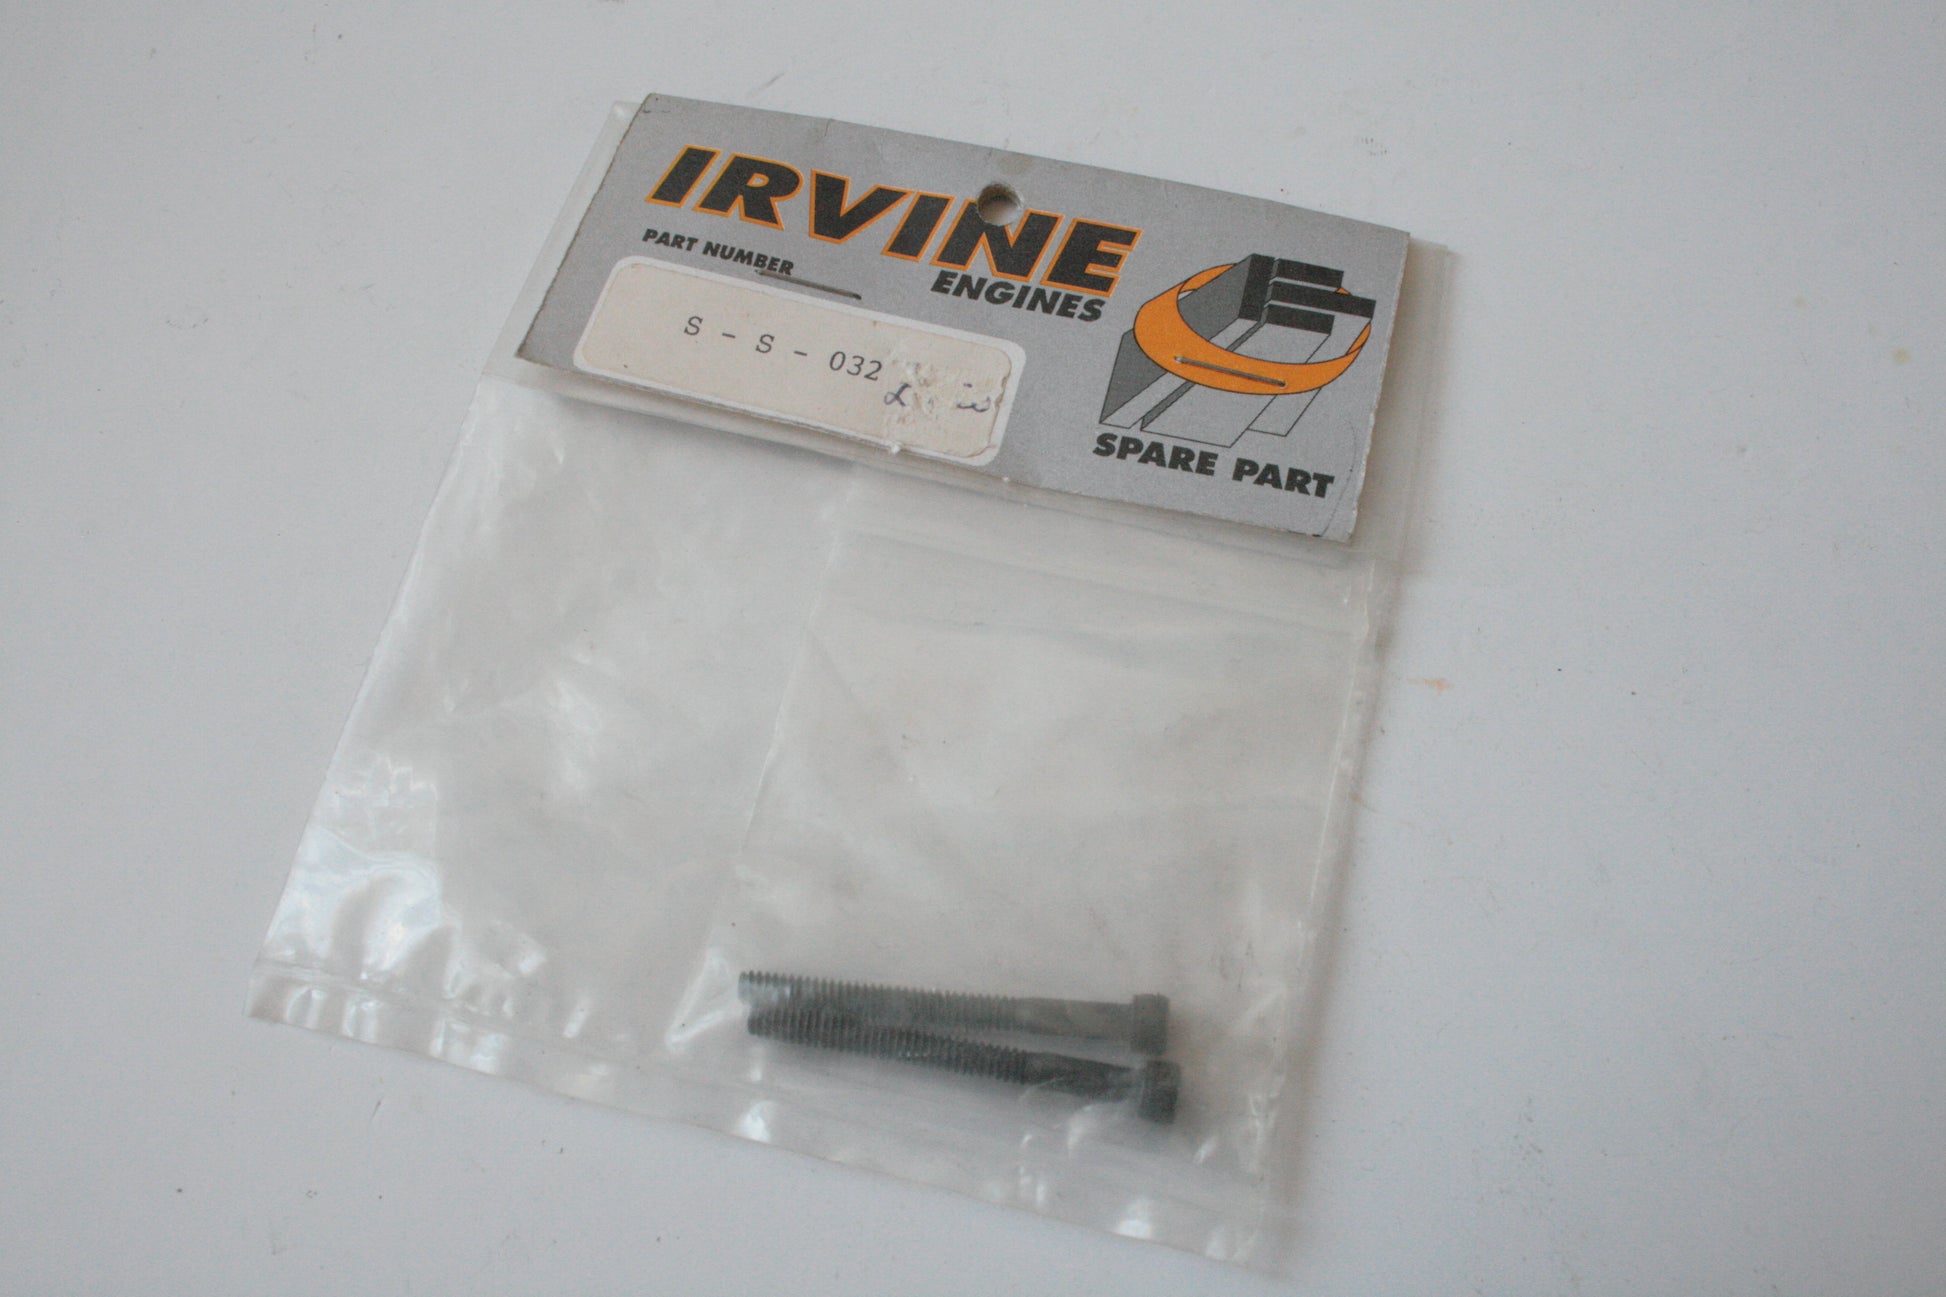 IRVINE
ENGINES
PART NUMBER
S - S - 032
SPARE PART